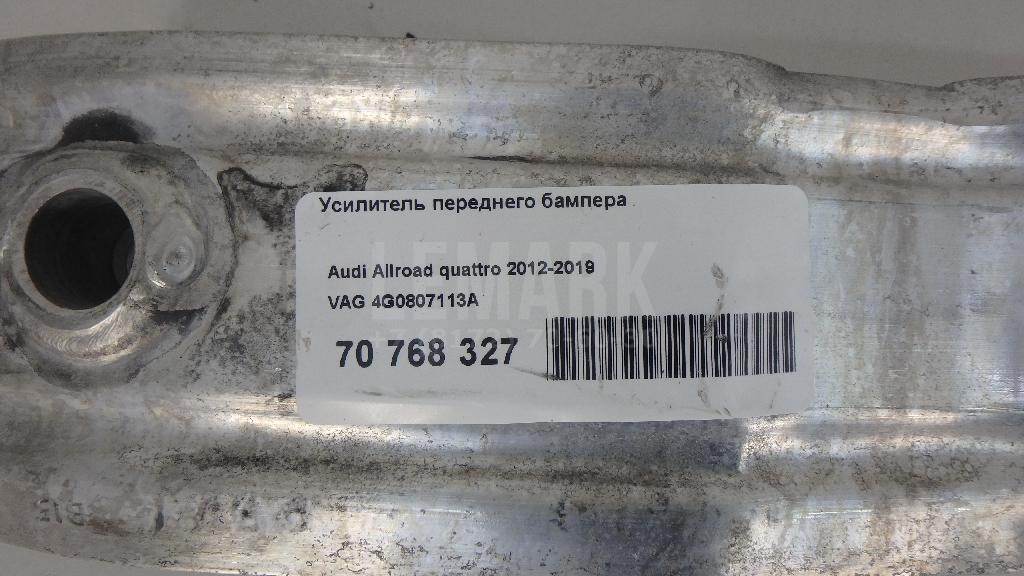 Усилитель переднего бампера
LEMARK
Audi Allroad quattro 2012-2019
VAG 4G0807113A
70 768 327